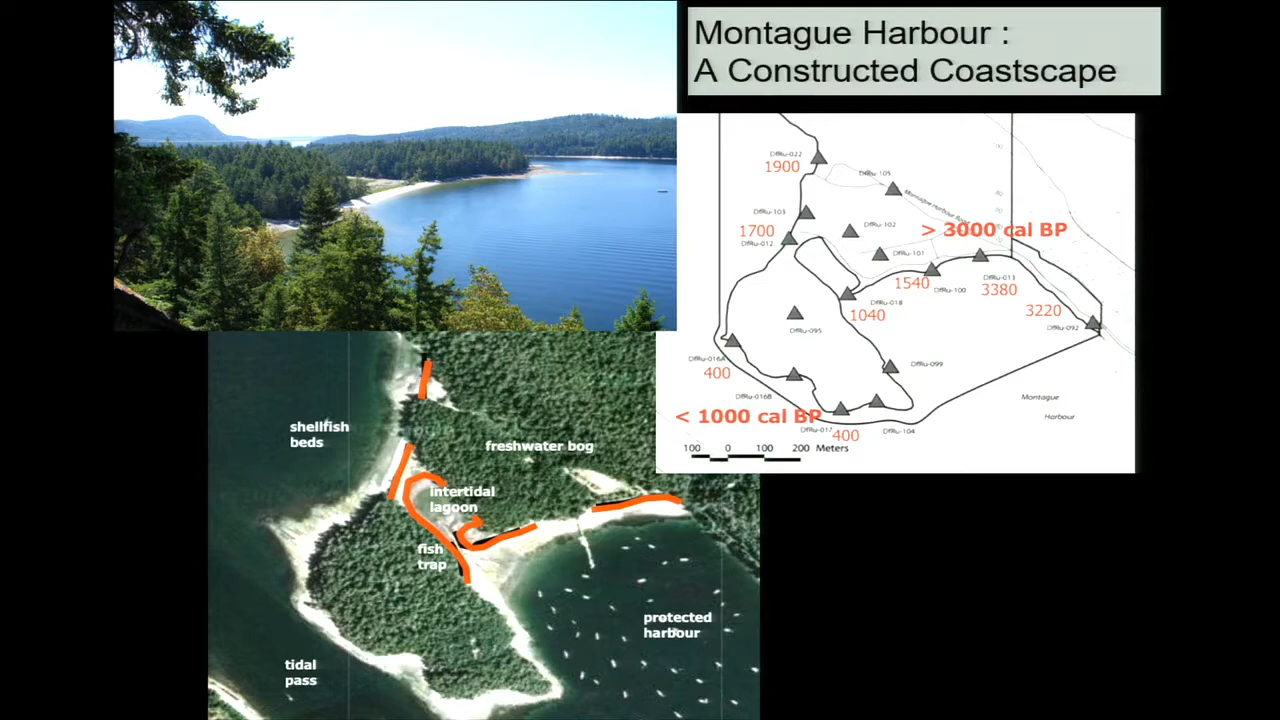 Montague Harbour :
A Constructed Coastscape
DfRu-022
1900
DfRu-105
Montague Harbour Road
DfRu-103
DfRu-102
1700
DfRu-012
> 3000 cal BP
DfRu-101
1540
DfRu-100
DfRu-013
3380
DfRu-018
1040
3220
DfRu-092
DfRu-095
DfRu-016A
400
DfRu-099
DfRu-016B
Montague
Harbour
< 1000 cal BP
DfRu-017
400
DfRu-104
100 0 100 200 Meters
shellfish
beds
freshwater bog
intertidal
lagoon
fish
trap
protected
harbour
tidal
pass